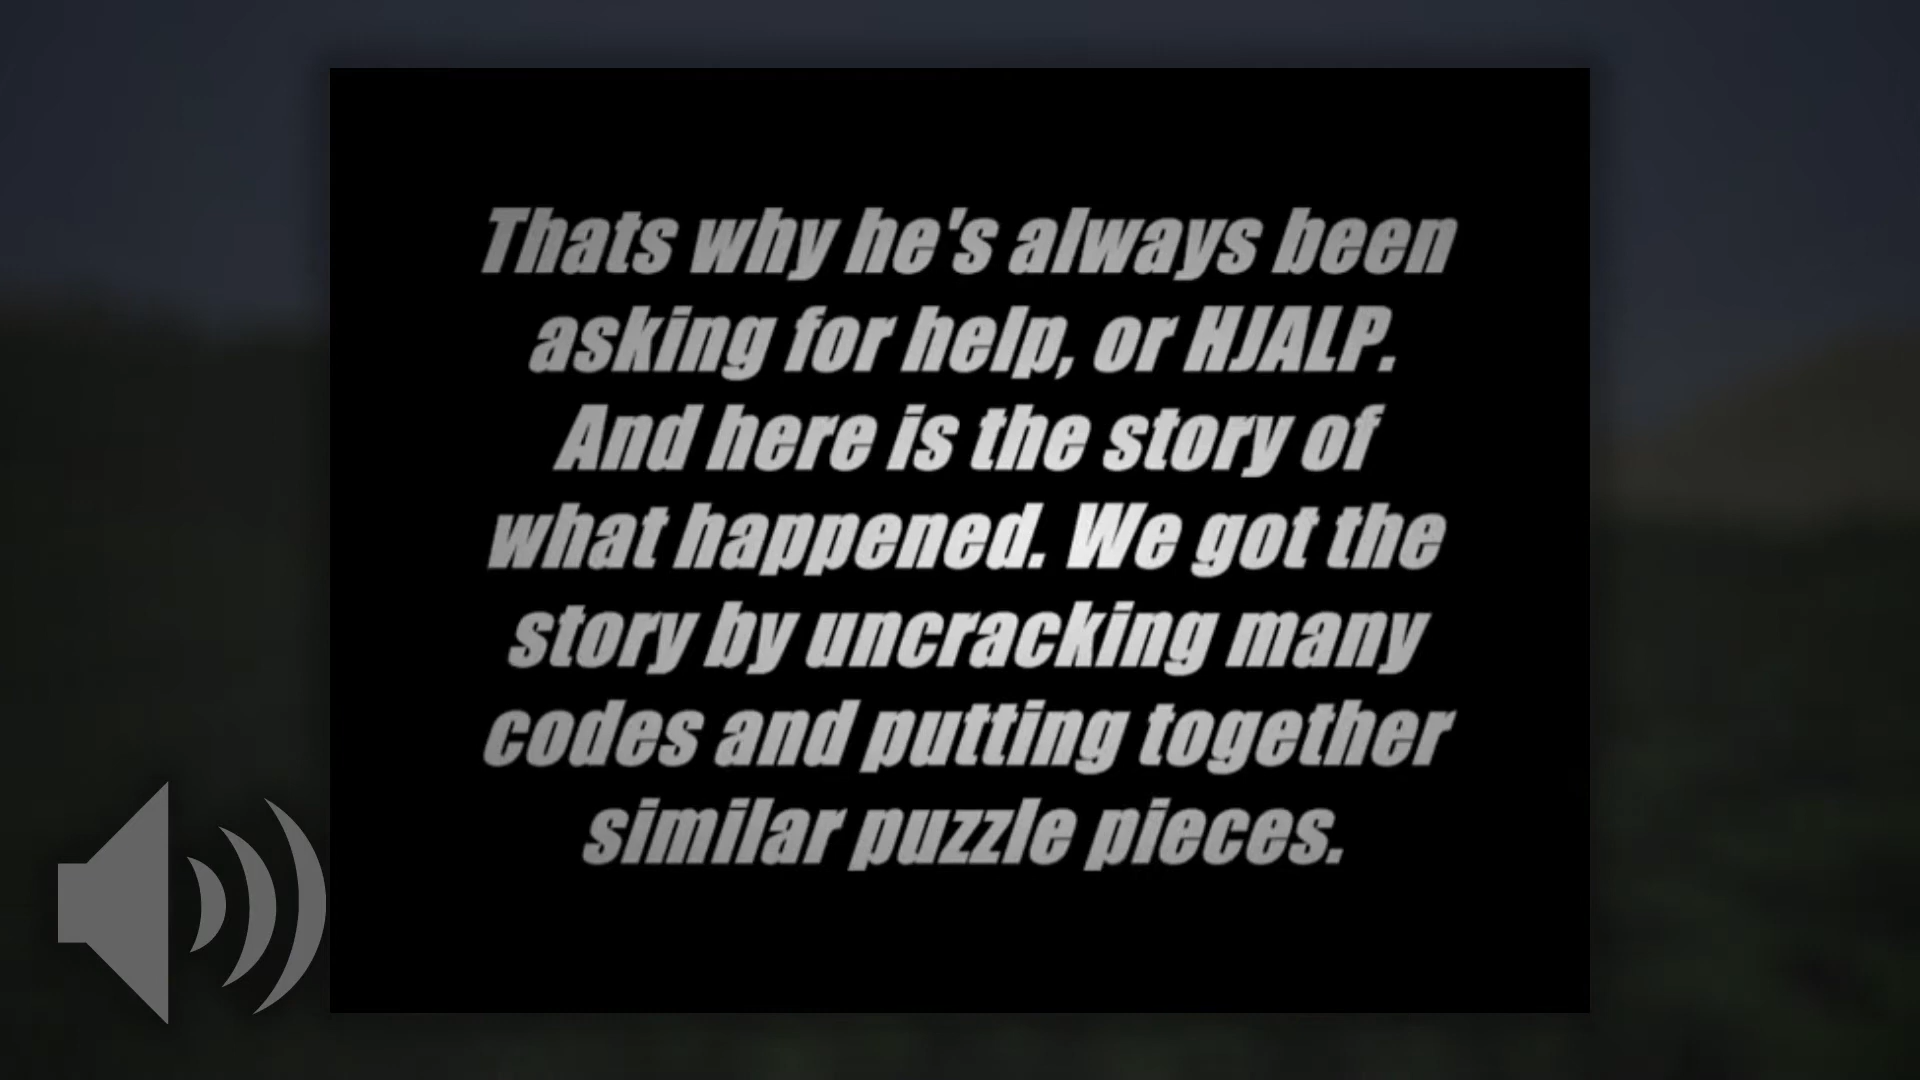 Thats why he's always been
asking for help, or HJALP.
And here is the story of
what happened. We got the
story by uncracking many
codes and putting together
similar puzzle pieces.